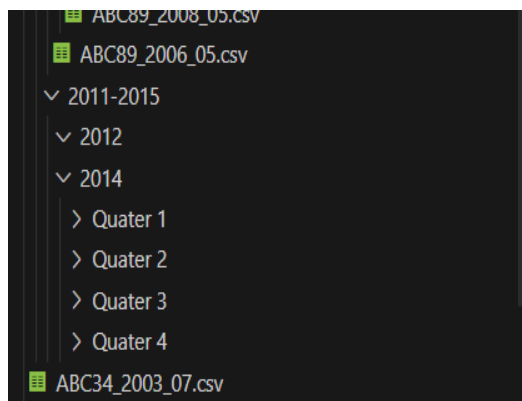 ABC89_2008_05.csv
ABC89_2006_05.csv
2011-2015
2012
2014
Quater 1
Quater 2
Quater 3
Quater 4
ABC34_2003_07.csv